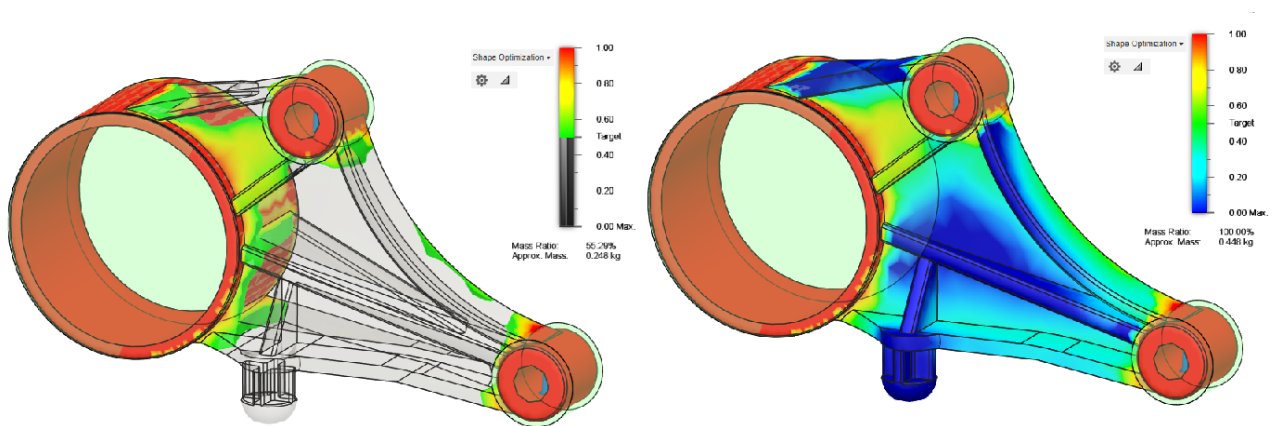 Shape Optimization
1.00
0.80
0.60
Target
0.40
0.20
0.00 Max.
Mass Ratio: 55.29%
Approx. Mass: 0.248 kg
Shape Optimization
1.00
0.80
0.60
Target
0.40
0.20
0.00 Max.
Mass Ratio: 100.00%
Approx. Mass: 0.448 kg